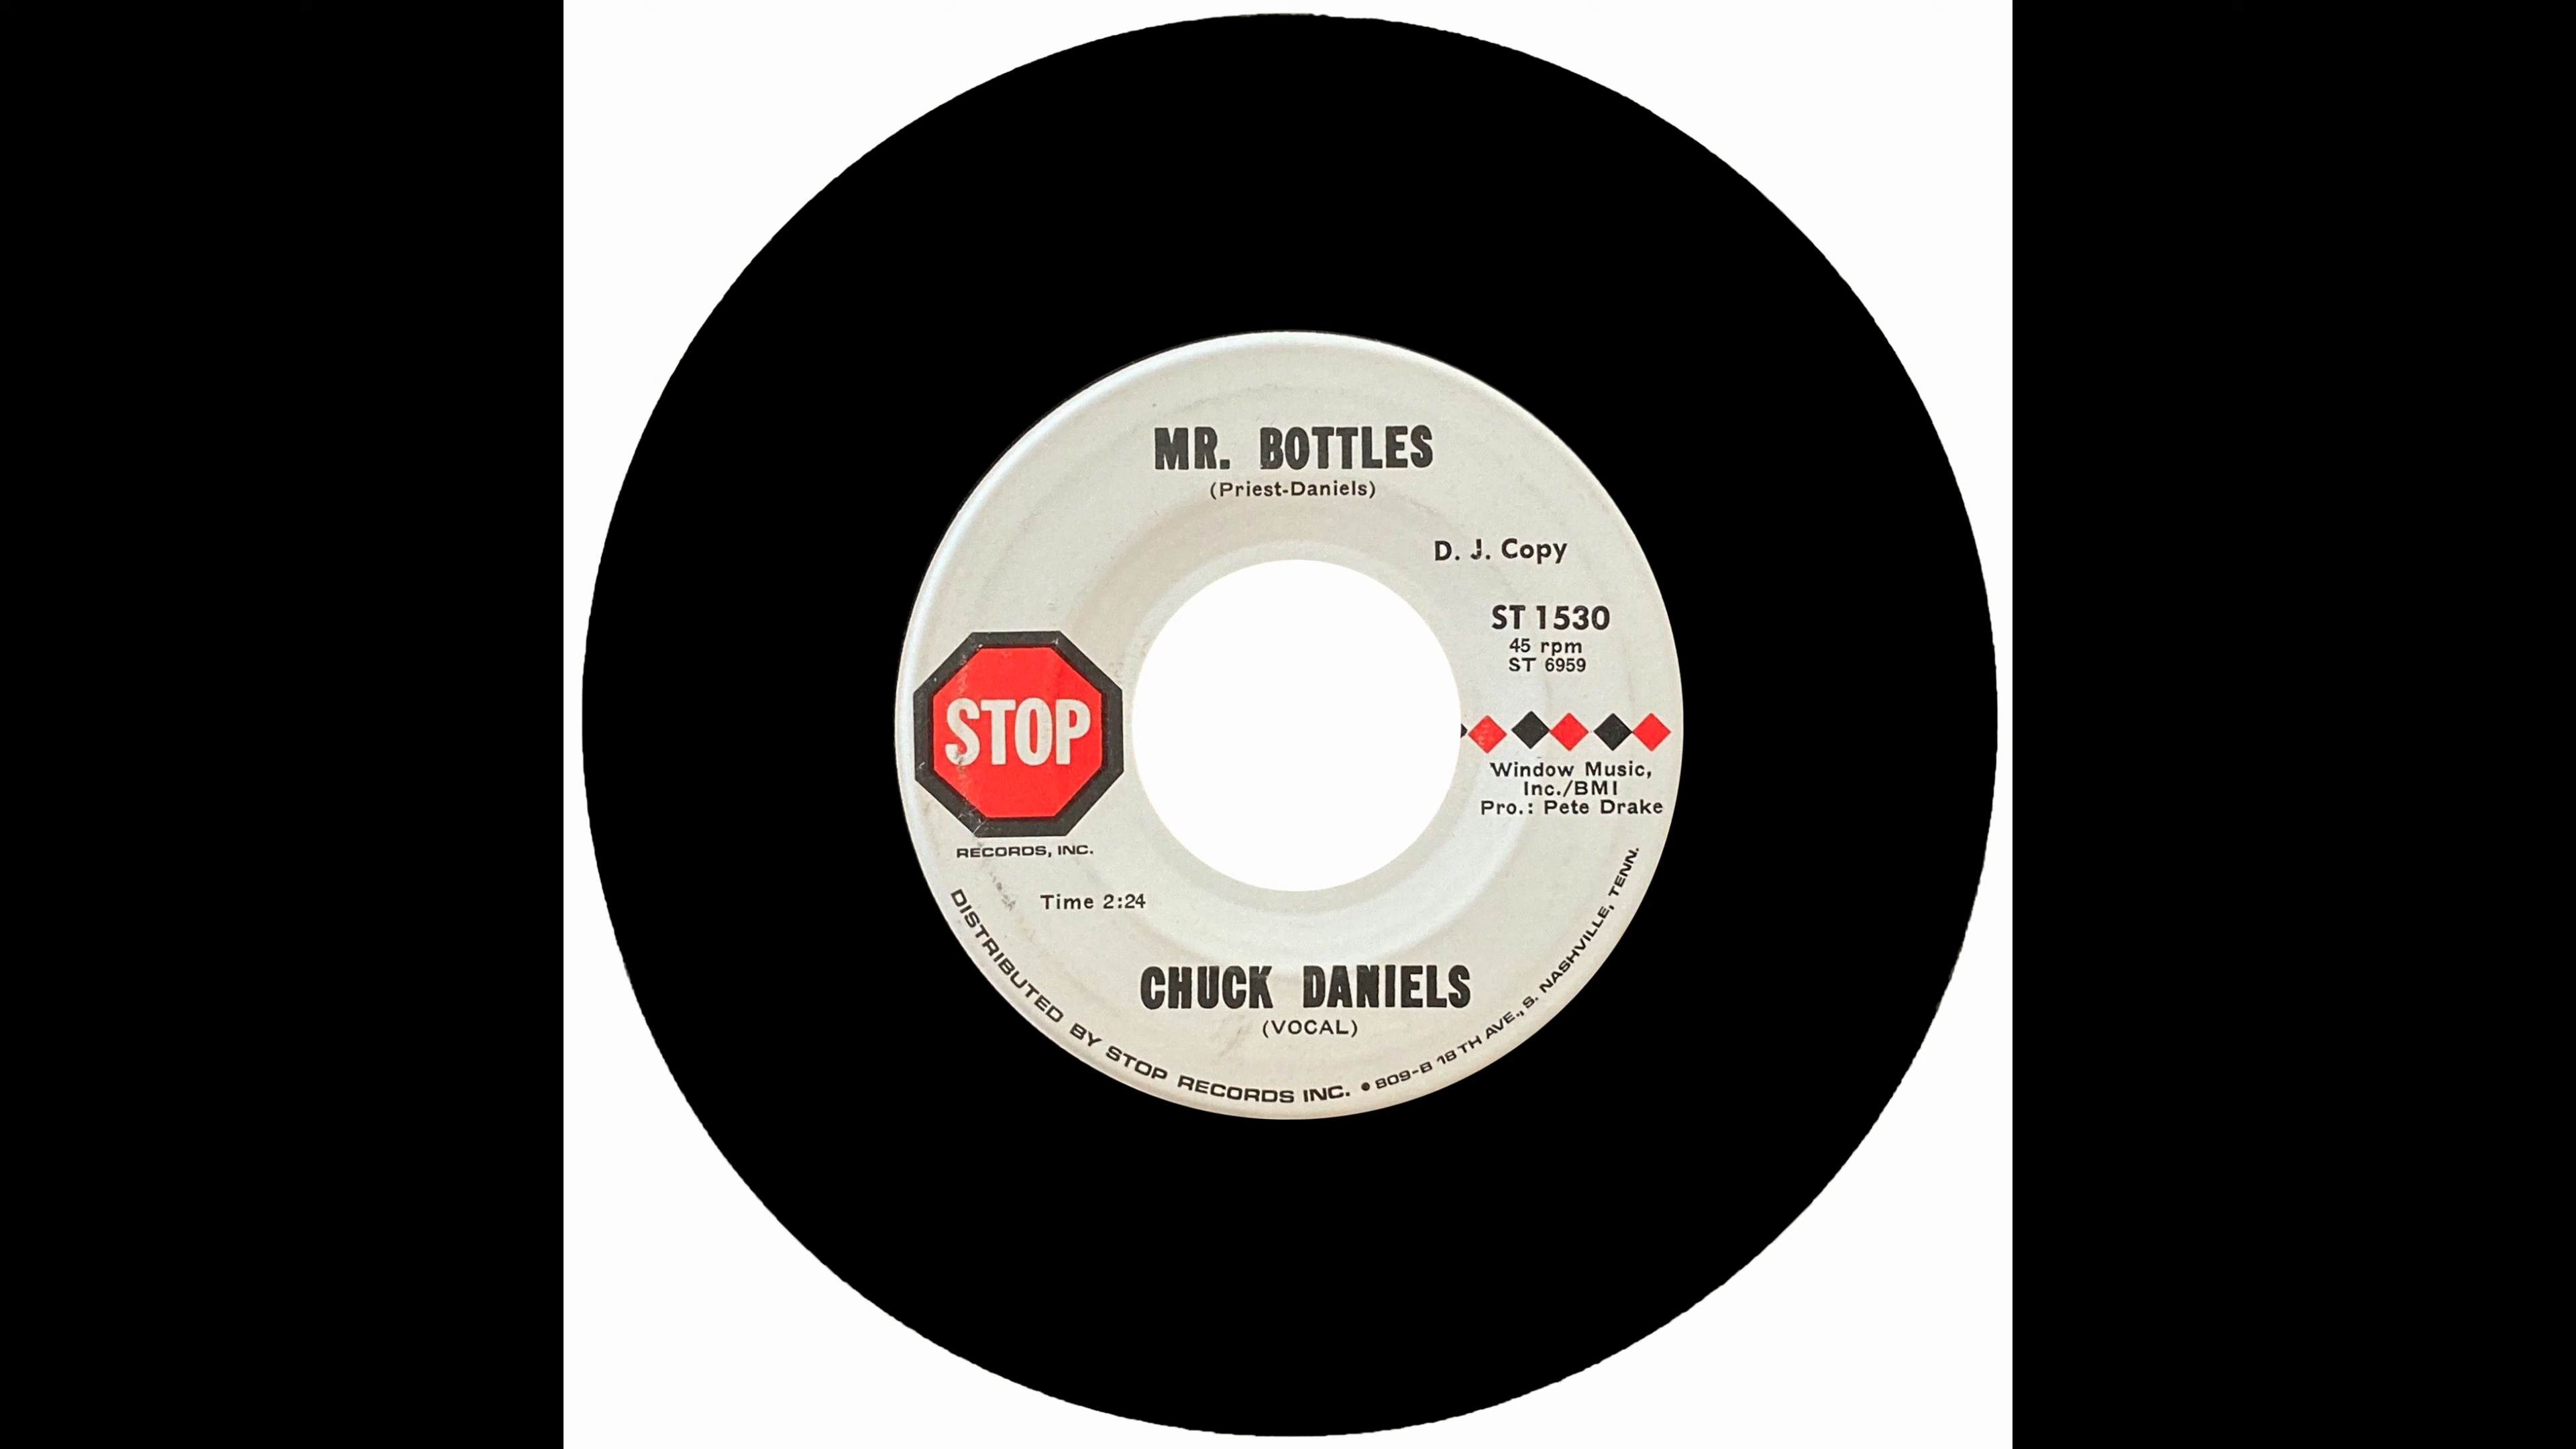 MR. BOTTLES
(Priest-Daniels)
D. J. Copy
ST 1530
45 rpm
ST 6959
STOP
RECORDS, INC.
Window Music,
Inc./BMI
Pro.: Pete Drake
Time 2:24
CHUCK DANIELS
(VOCAL)
DISTRIBUTED BY STOP RECORDS INC. • 809-B 18TH AVE., S. NASHVILLE, TENN.